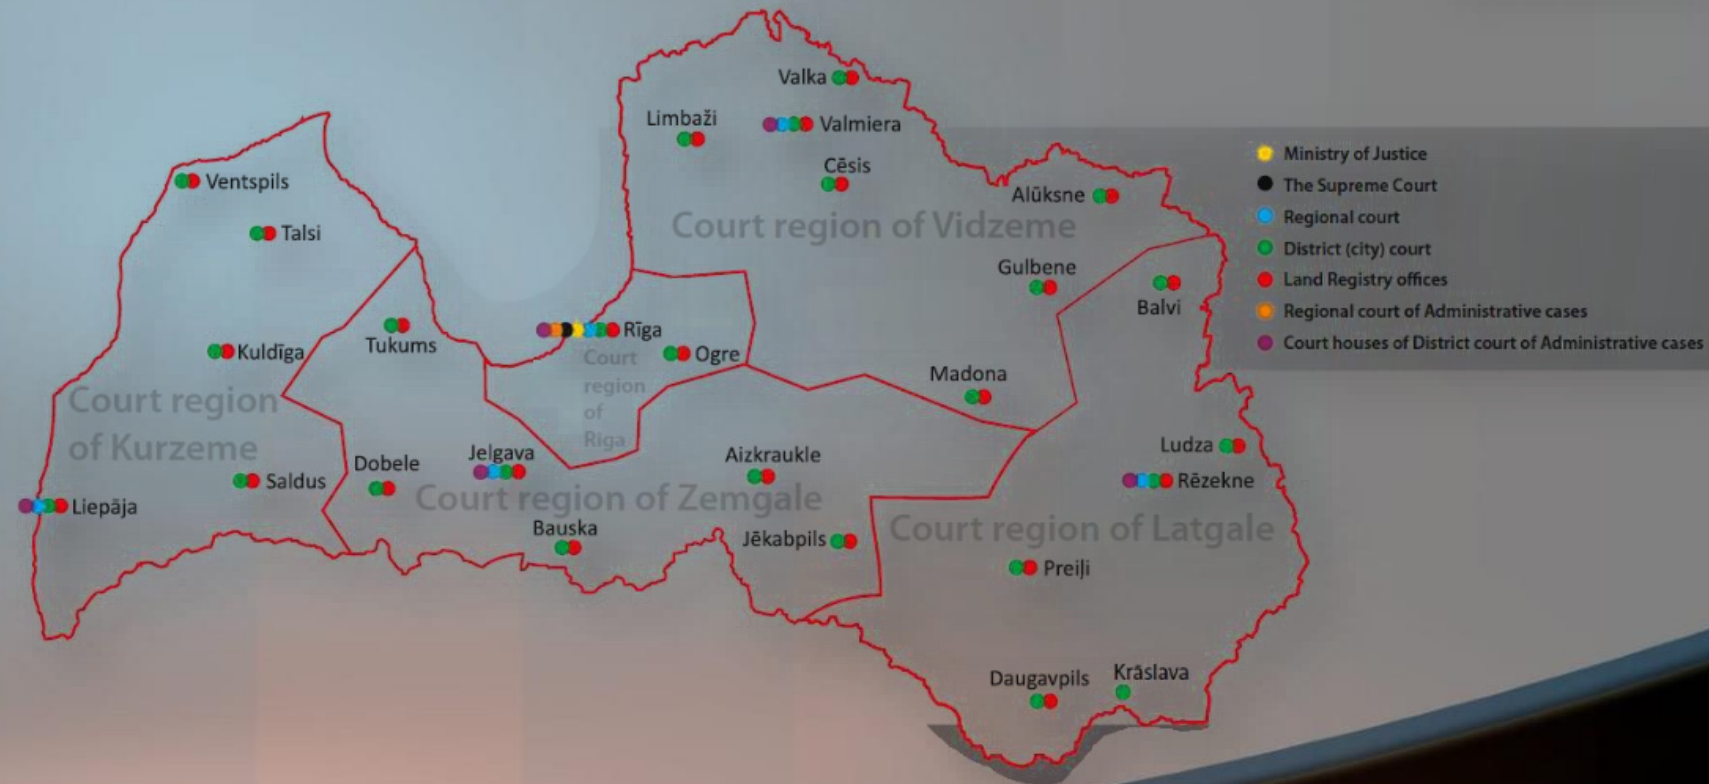 Valka
Limbaži
Valmiera
Cēsis
Ventspils
Alūksne
Talsi
Court region of Vidzeme
Gulbene
Balvi
Rīga
Tukums
Kuldīga
Ogre
Court
region
of
Riga
Madona
Court region
of Kurzeme
Ludza
Jelgava
Aizkraukle
Dobele
Saldus
Rēzekne
Court region of Zemgale
Liepāja
Bauska
Court region of Latgale
Jēkabpils
Preiļi
Krāslava
Daugavpils
Ministry of Justice
The Supreme Court
Regional court
District (city) court
Land Registry offices
Regional court of Administrative cases
Court houses of District court of Administrative cases